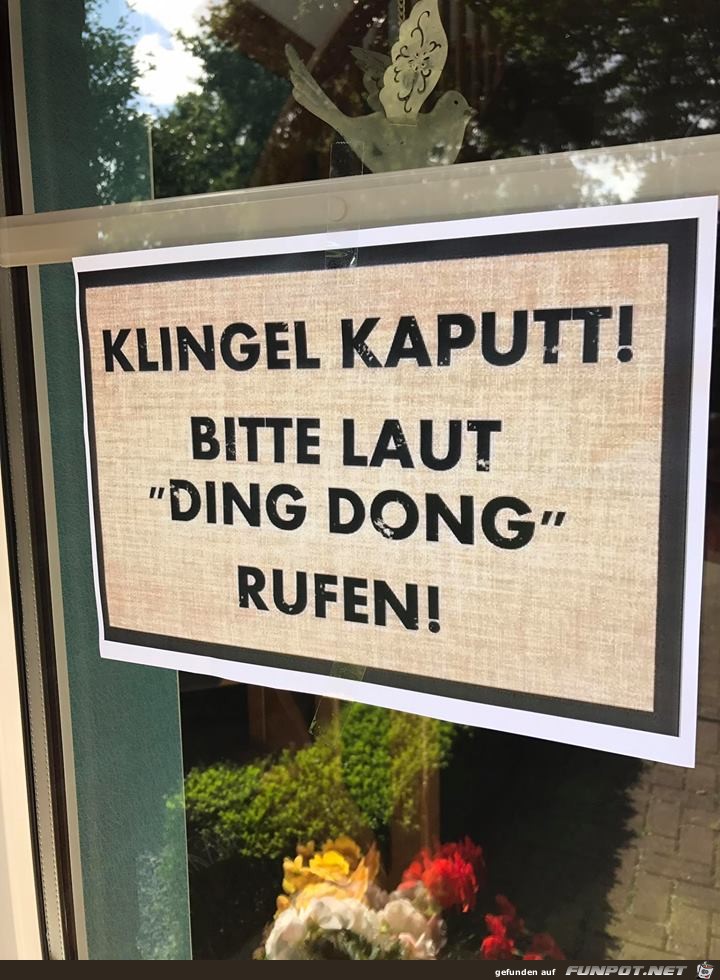 KLINGEL KAPUTT!
BITTE LAUT
"DING DONG"
RUFEN!
gefunden auf FUNPOT.NET